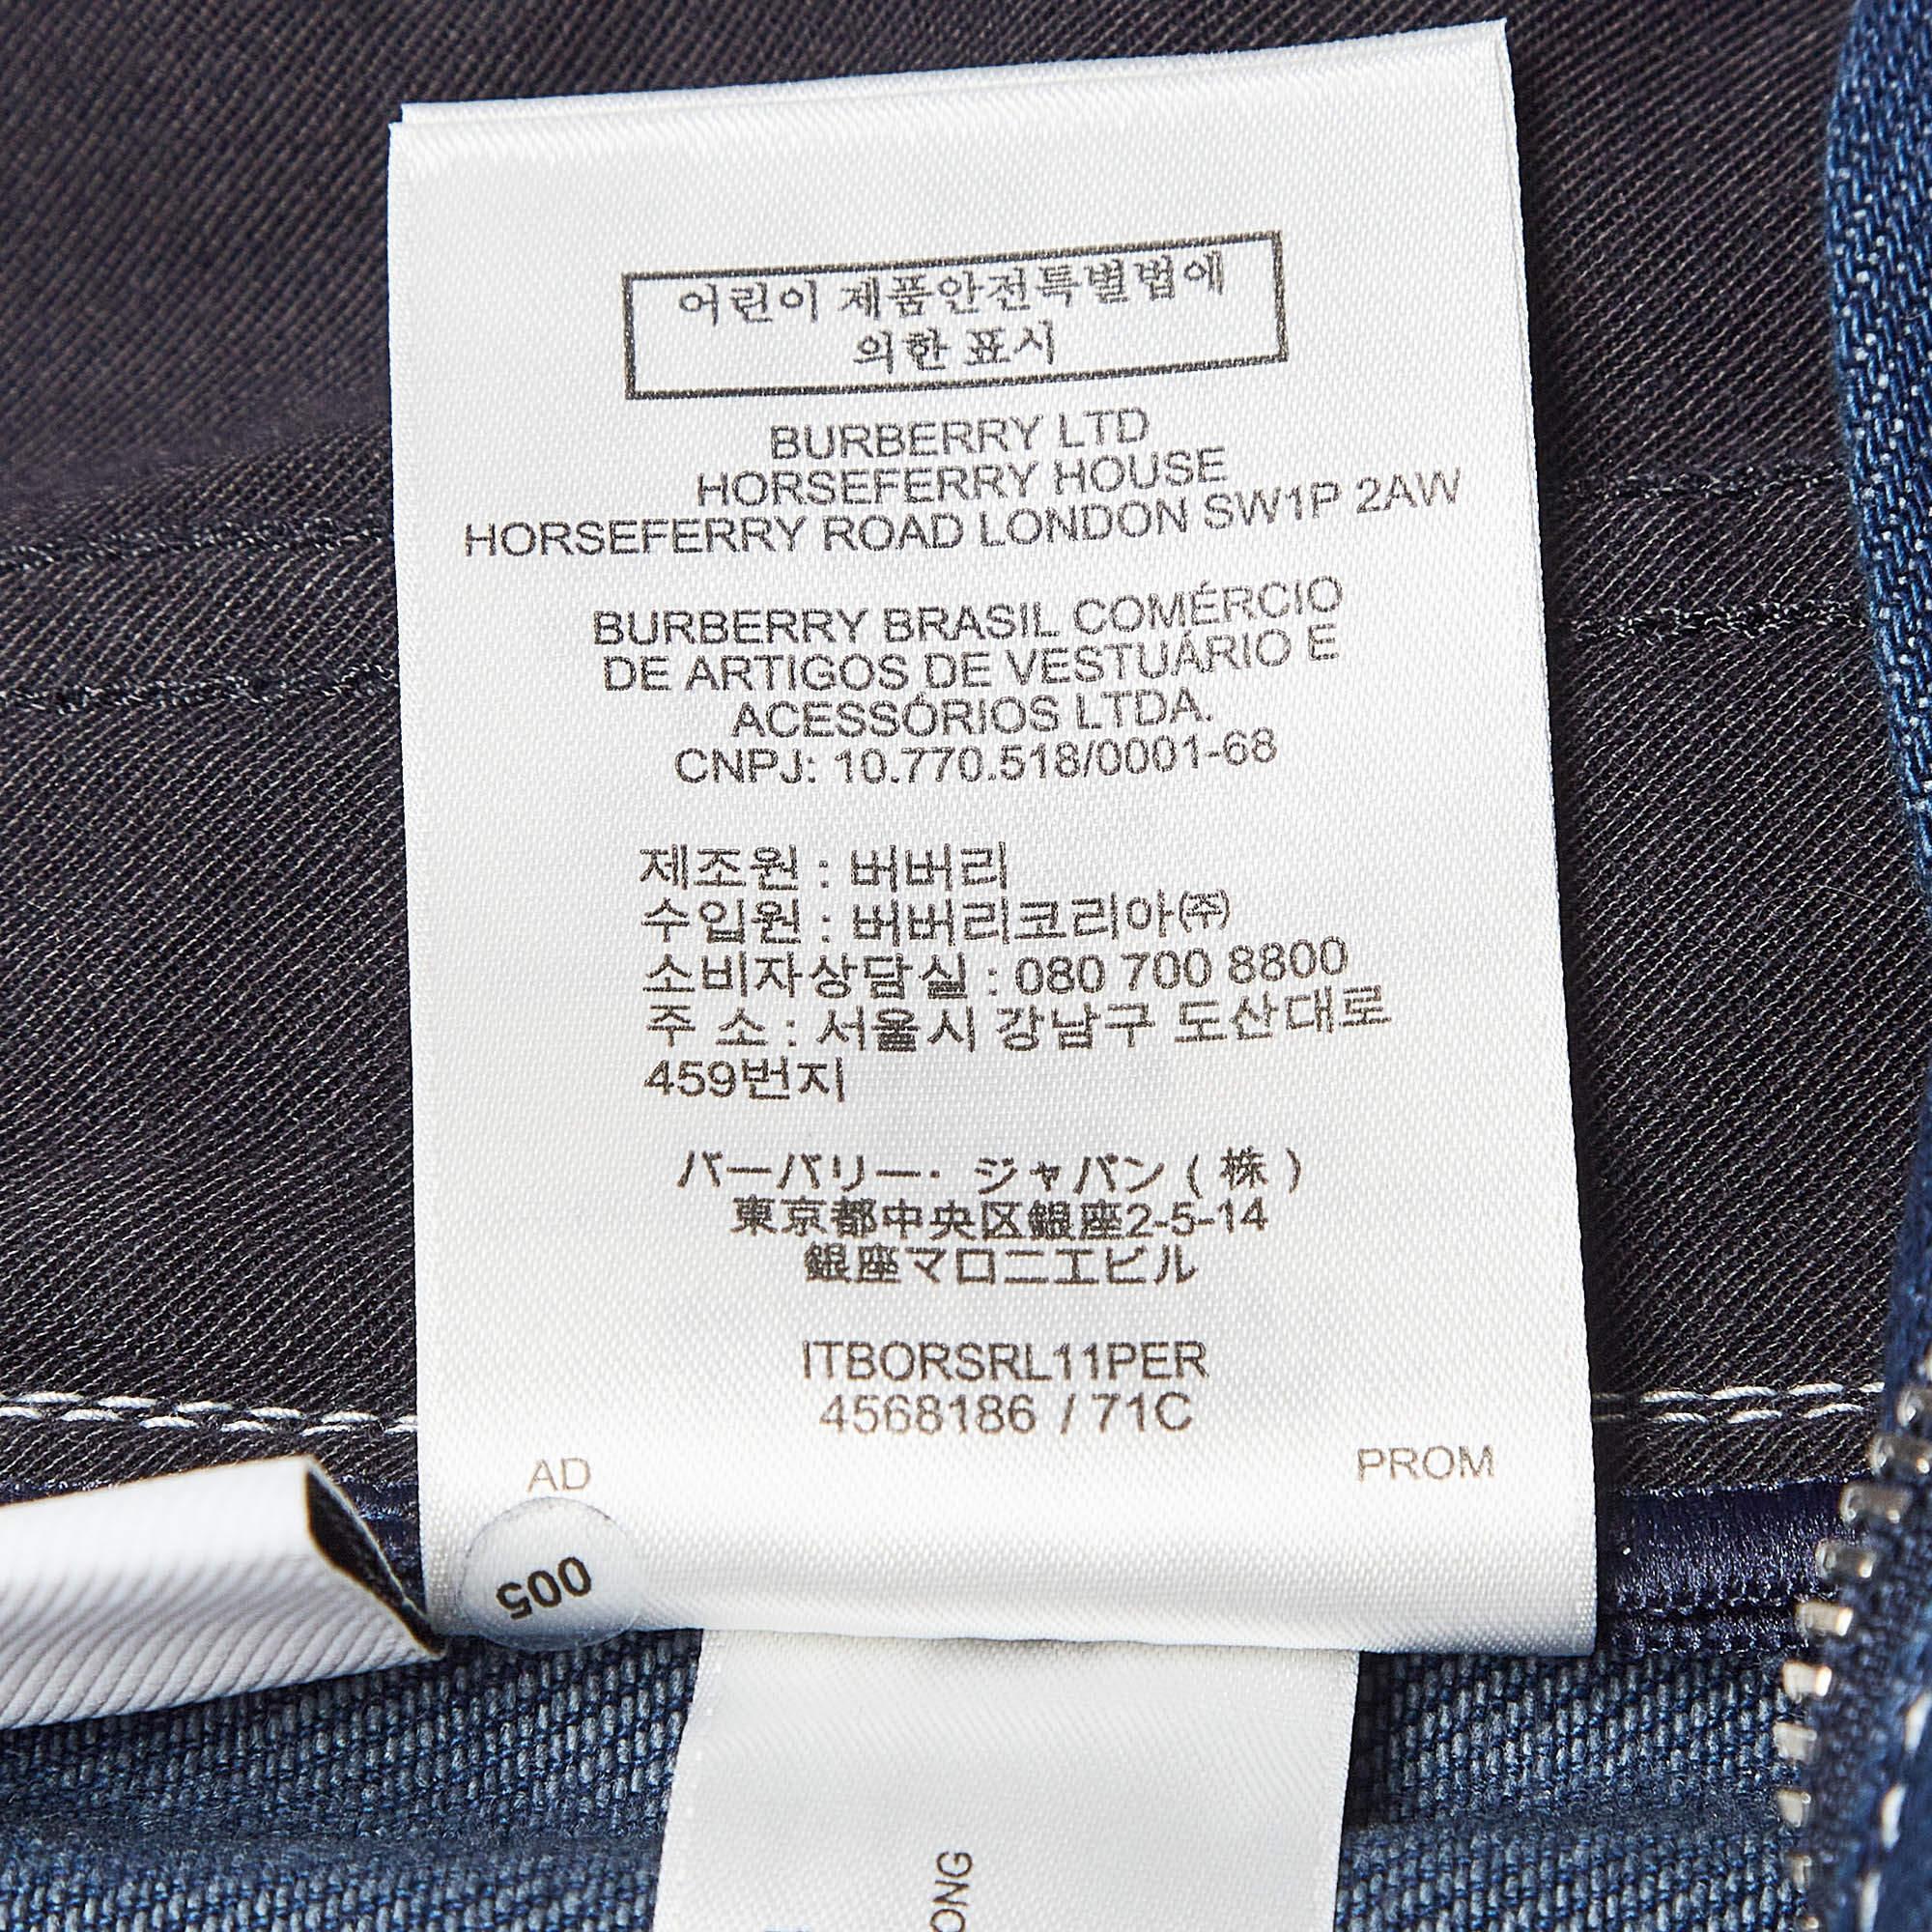 어린이 제품안전특별법에
의한 표시
BURBERRY LTD
HORSEFERRY HOUSE
HORSEFERRY ROAD LONDON SW1P 2AW
BURBERRY BRASIL COMÉRCIO
DE ARTIGOS DE VESTUÁRIO E
ACESSÓRIOS LTDA.
CNPJ: 10.770.518/0001-68
제조원 : 버버리
수입원 : 버버리코리아㈜
소비자상담실 : 080 700 8800
주 소 : 서울시 강남구 도산대로
459번지
バーバリー・ジャパン ( 株 )
東京都中央区銀座2-5-14
銀座マロニエビル
ITBORSRL11PER
4568186 / 71C
AD PROM
005